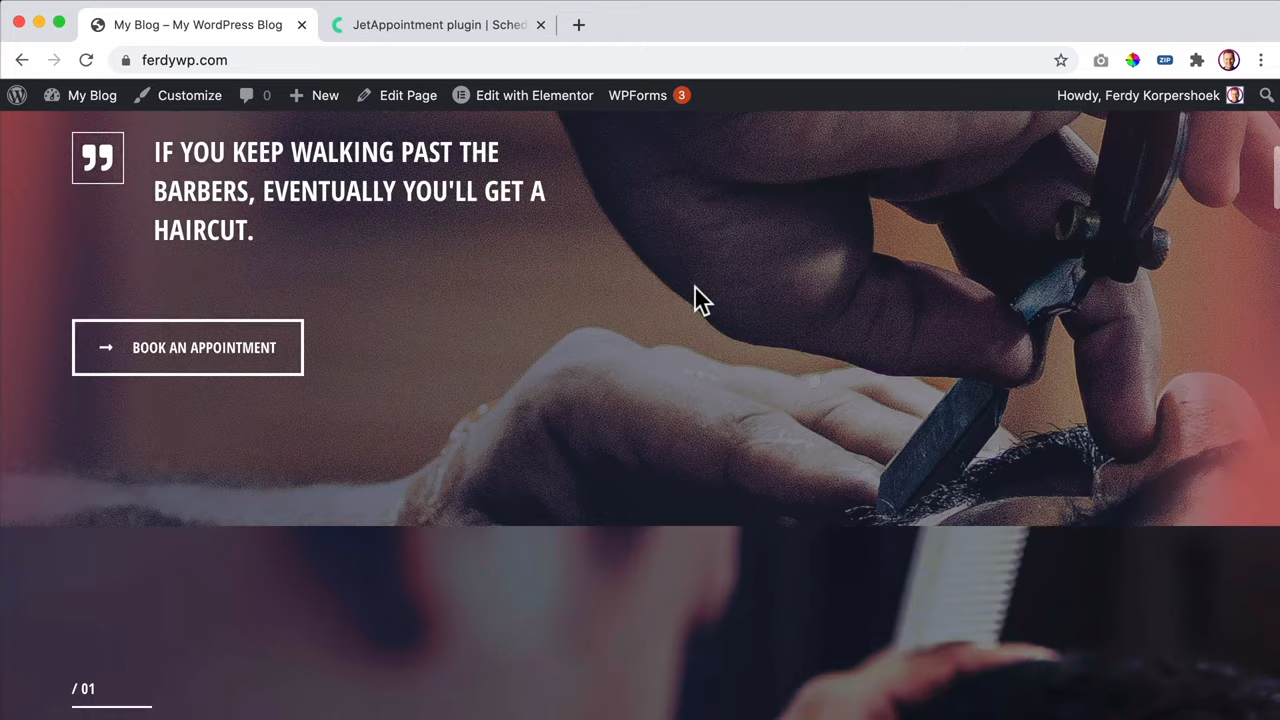 My Blog – My WordPress Blog
JetAppointment plugin | Sched
ferdywp.com
ZIP
My Blog
Customize
0
New
Edit Page
Edit with Elementor
WPForms 3
Howdy, Ferdy Korpershoek
IF YOU KEEP WALKING PAST THE
BARBERS, EVENTUALLY YOU'LL GET A
HAIRCUT.
BOOK AN APPOINTMENT
/ 01